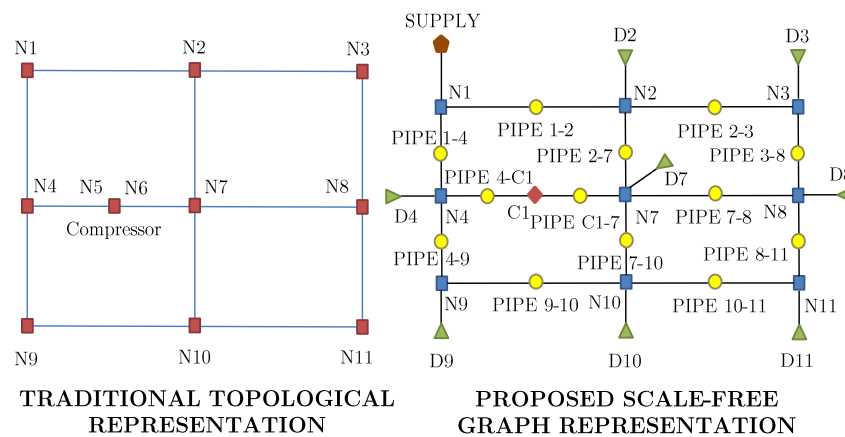 SUPPLY
D2
D3
N1
N2
N3
N1
N2
N3
PIPE 1-2
PIPE 2-3
PIPE 1-4
PIPE 2-7
PIPE 3-8
N4
N5
N6
N7
N8
PIPE 4-C1
D7
D8
Compressor
D4
N4
C1
PIPE C1-7
N7
PIPE 7-8
N8
PIPE 4-9
PIPE 7-10
PIPE 8-11
N9
PIPE 9-10
N10
PIPE 10-11
N11
N9
N10
N11
D9
D10
D11
TRADITIONAL TOPOLOGICAL
REPRESENTATION
PROPOSED SCALE-FREE
GRAPH REPRESENTATION